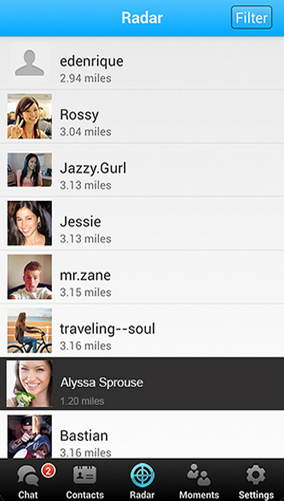 Radar
Filter
edenrique
2.94 miles
Rossy
3.04 miles
Jazzy.Gurl
3.13 miles
Jessie
3.13 miles
mr.zane
3.15 miles
traveling--soul
3.16 miles
Alyssa Sprouse
1.20 miles
Bastian
3.16 miles
2
Chat
Contacts
Radar
Moments
Settings